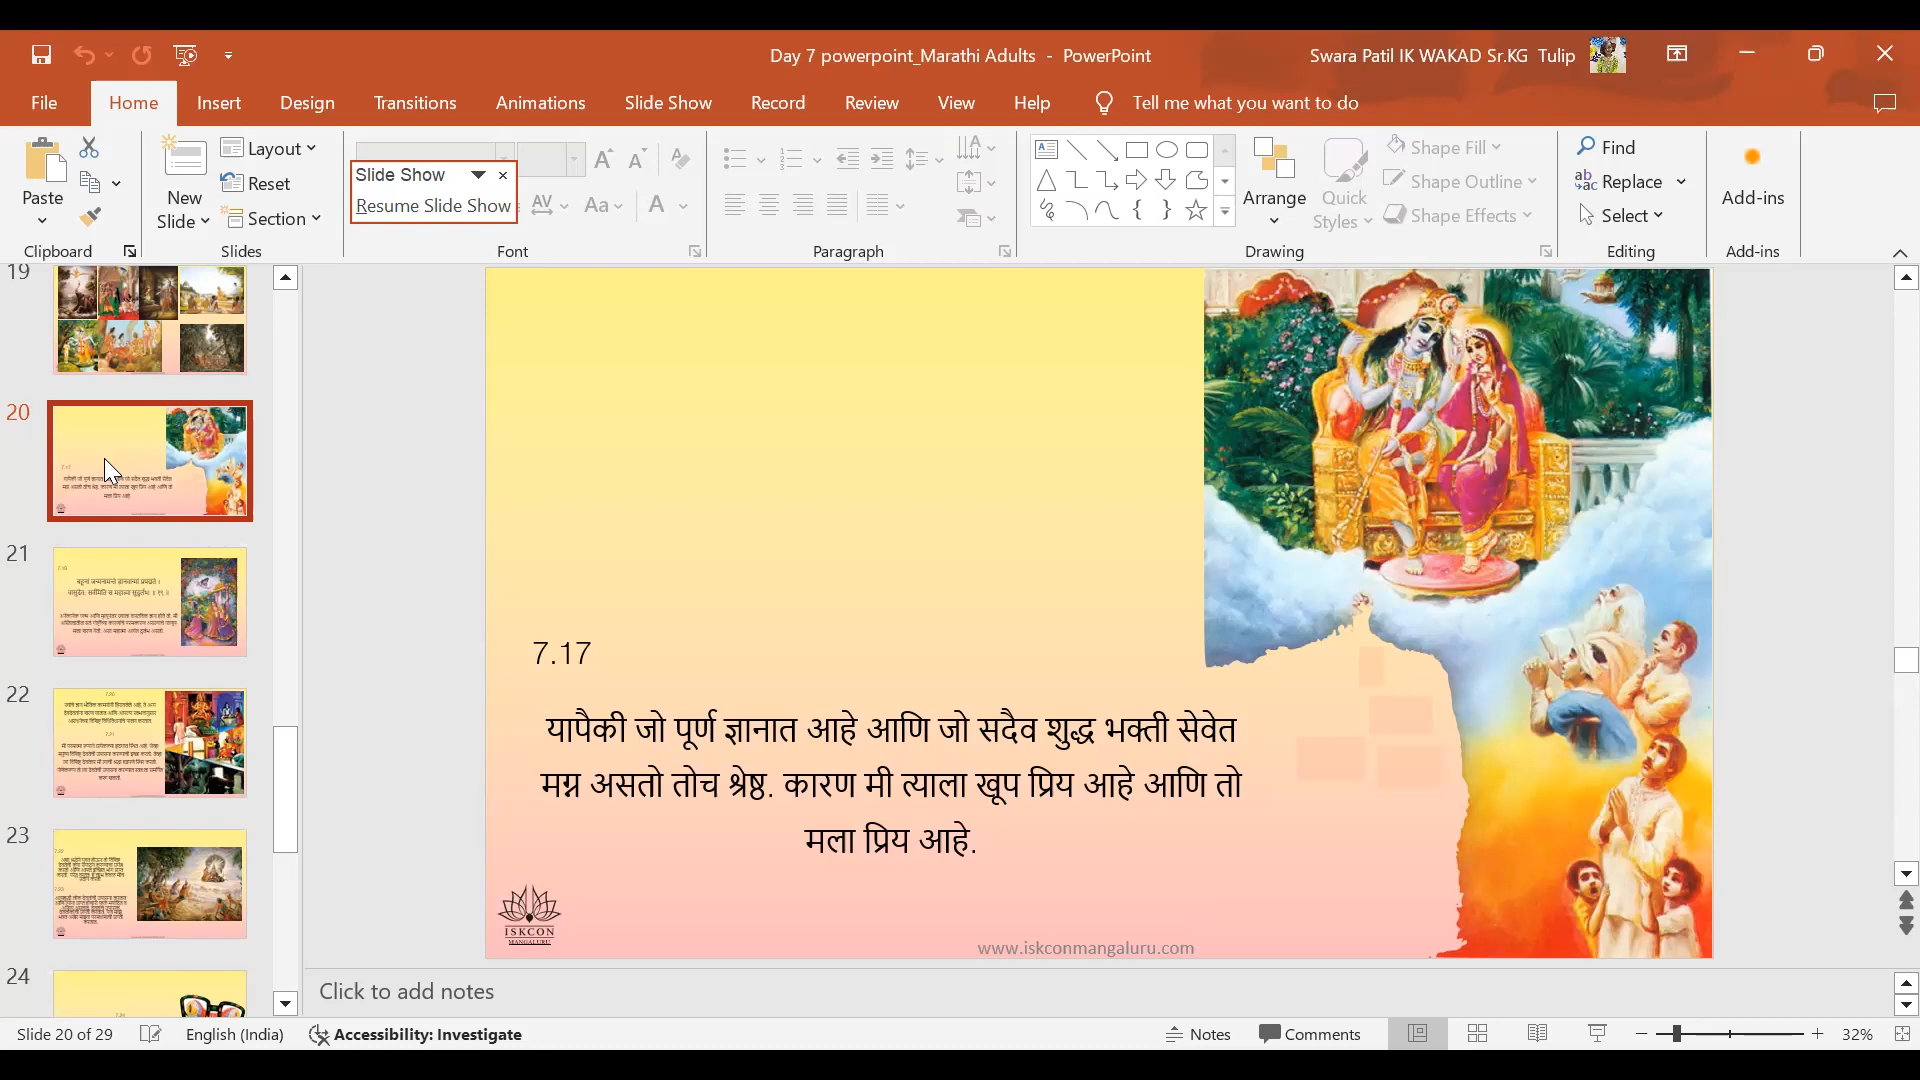 Day 7 powerpoint_Marathi Adults - PowerPoint
Swara Patil IK WAKAD Sr.KG Tulip
File Home Insert Design Transitions Animations Slide Show Record Review View Help Tell me what you want to do
Paste
Clipboard
New
Slide
Layout
Reset
Section
Slides
Slide Show
Resume Slide Show
Font
Paragraph
Arrange
Quick
Styles
Shape Fill
Shape Outline
Shape Effects
Drawing
Find
Replace
Select
Editing
Add-ins
Add-ins
19
20
21
22
23
24
7.17
यापैकी जो पूर्ण ज्ञानात आहे आणि जो सदैव शुद्ध भक्ती सेवेत
मग्न असतो तोच श्रेष्ठ. कारण मी त्याला खूप प्रिय आहे आणि तो
मला प्रिय आहे.
ISKCON
MANGALURU
www.iskconmangaluru.com
Click to add notes
Slide 20 of 29 English (India) Accessibility: Investigate Notes Comments 32%